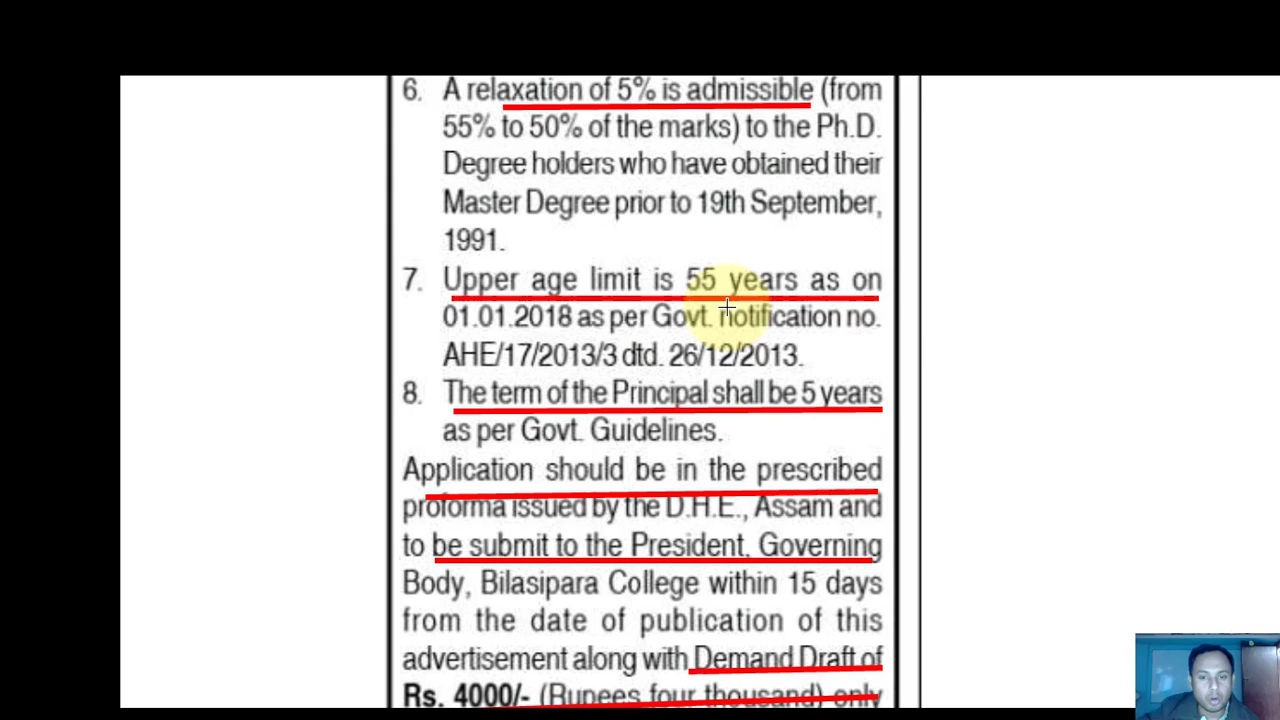 6. A relaxation of 5% is admissible (from
55% to 50% of the marks) to the Ph.D.
Degree holders who have obtained their
Master Degree prior to 19th September,
1991.
7. Upper age limit is 55 years as on
01.01.2018 as per Govt. notification no.
AHE/17/2013/3 dtd. 26/12/2013.
8. The term of the Principal shall be 5 years
as per Govt. Guidelines.
Application should be in the prescribed
proforma issued by the D.H.E., Assam and
to be submit to the President, Governing
Body, Bilasipara College within 15 days
from the date of publication of this
advertisement along with Demand Draft of
Rs. 4000/- (Rupees four thousand) only